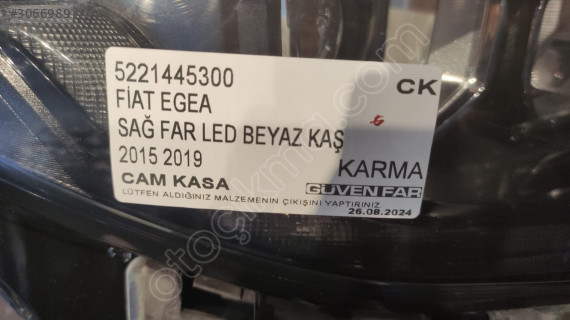 #3066989
5221445300
CK
FİAT EGEA
SAĞ FAR LED BEYAZ KAŞ
2015 2019
KARMA
CAM KASA
GÜVEN FAR
LÜTFEN ALDIĞINIZ MALZEMENİN ÇIKIŞINI YAPTIRINIZ
26.08.2024